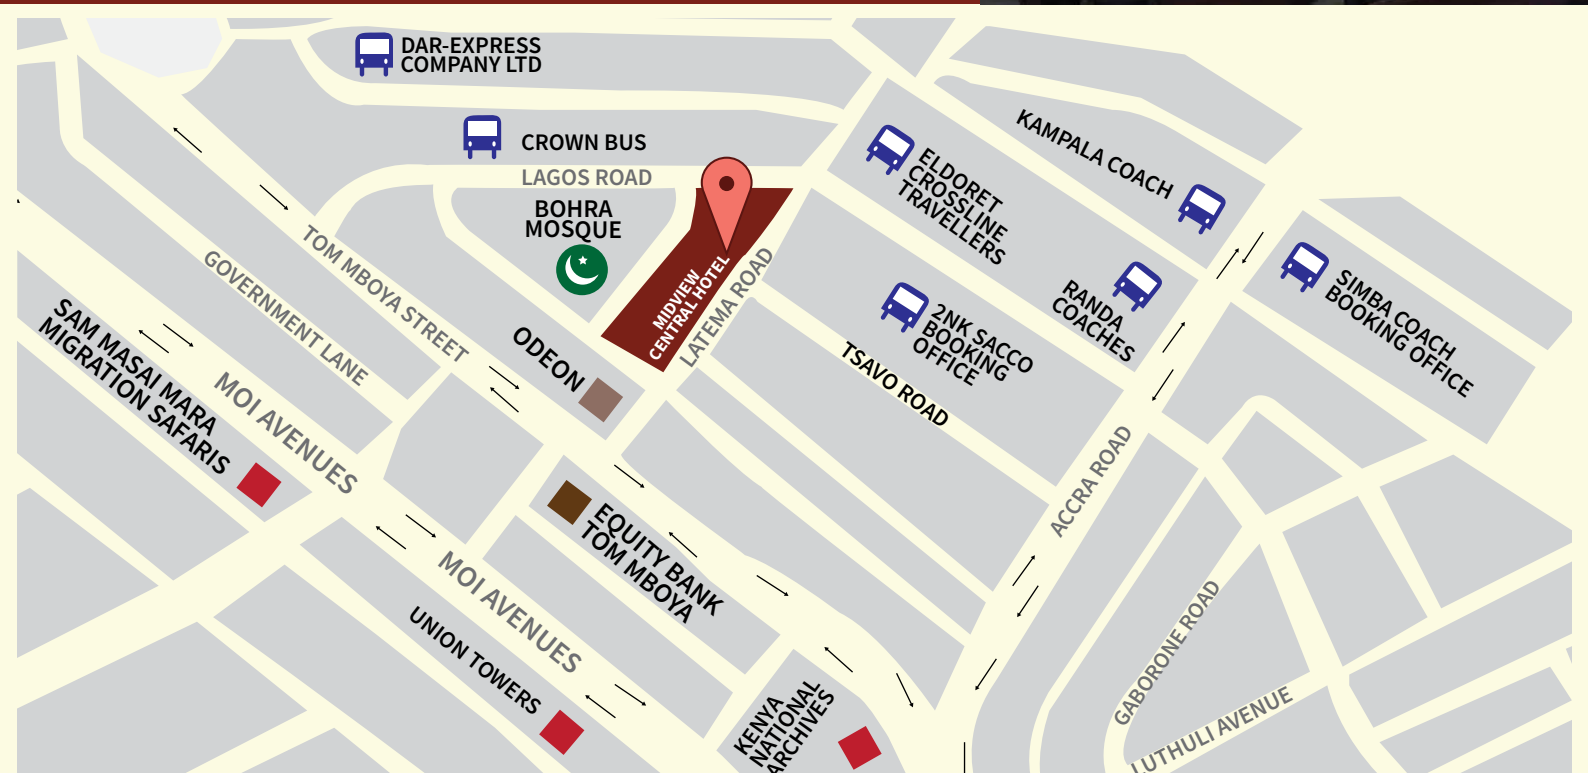 DAR-EXPRESS
COMPANY LTD
CROWN BUS
LAGOS ROAD
BOHRA
MOSQUE
KAMPALA COACH
ELDORET
CROSSLINE
TRAVELLERS
TOM MBOYA STREET
GOVERNMENT LANE
MIDVIEW
CENTRAL HOTEL
LATEMA ROAD
RANDA
COACHES
SIMBA COACH
BOOKING OFFICE
2NK SACCO
BOOKING
OFFICE
SAM MASAI MARA
MIGRATION SAFARIS
ODEON
TSAVO ROAD
MOI AVENUES
ACCRA ROAD
EQUITY BANK
TOM MBOYA
MOI AVENUES
UNION TOWERS
GABORONE ROAD
KENYA
NATIONAL
ARCHIVES
LUTHULI AVENUE